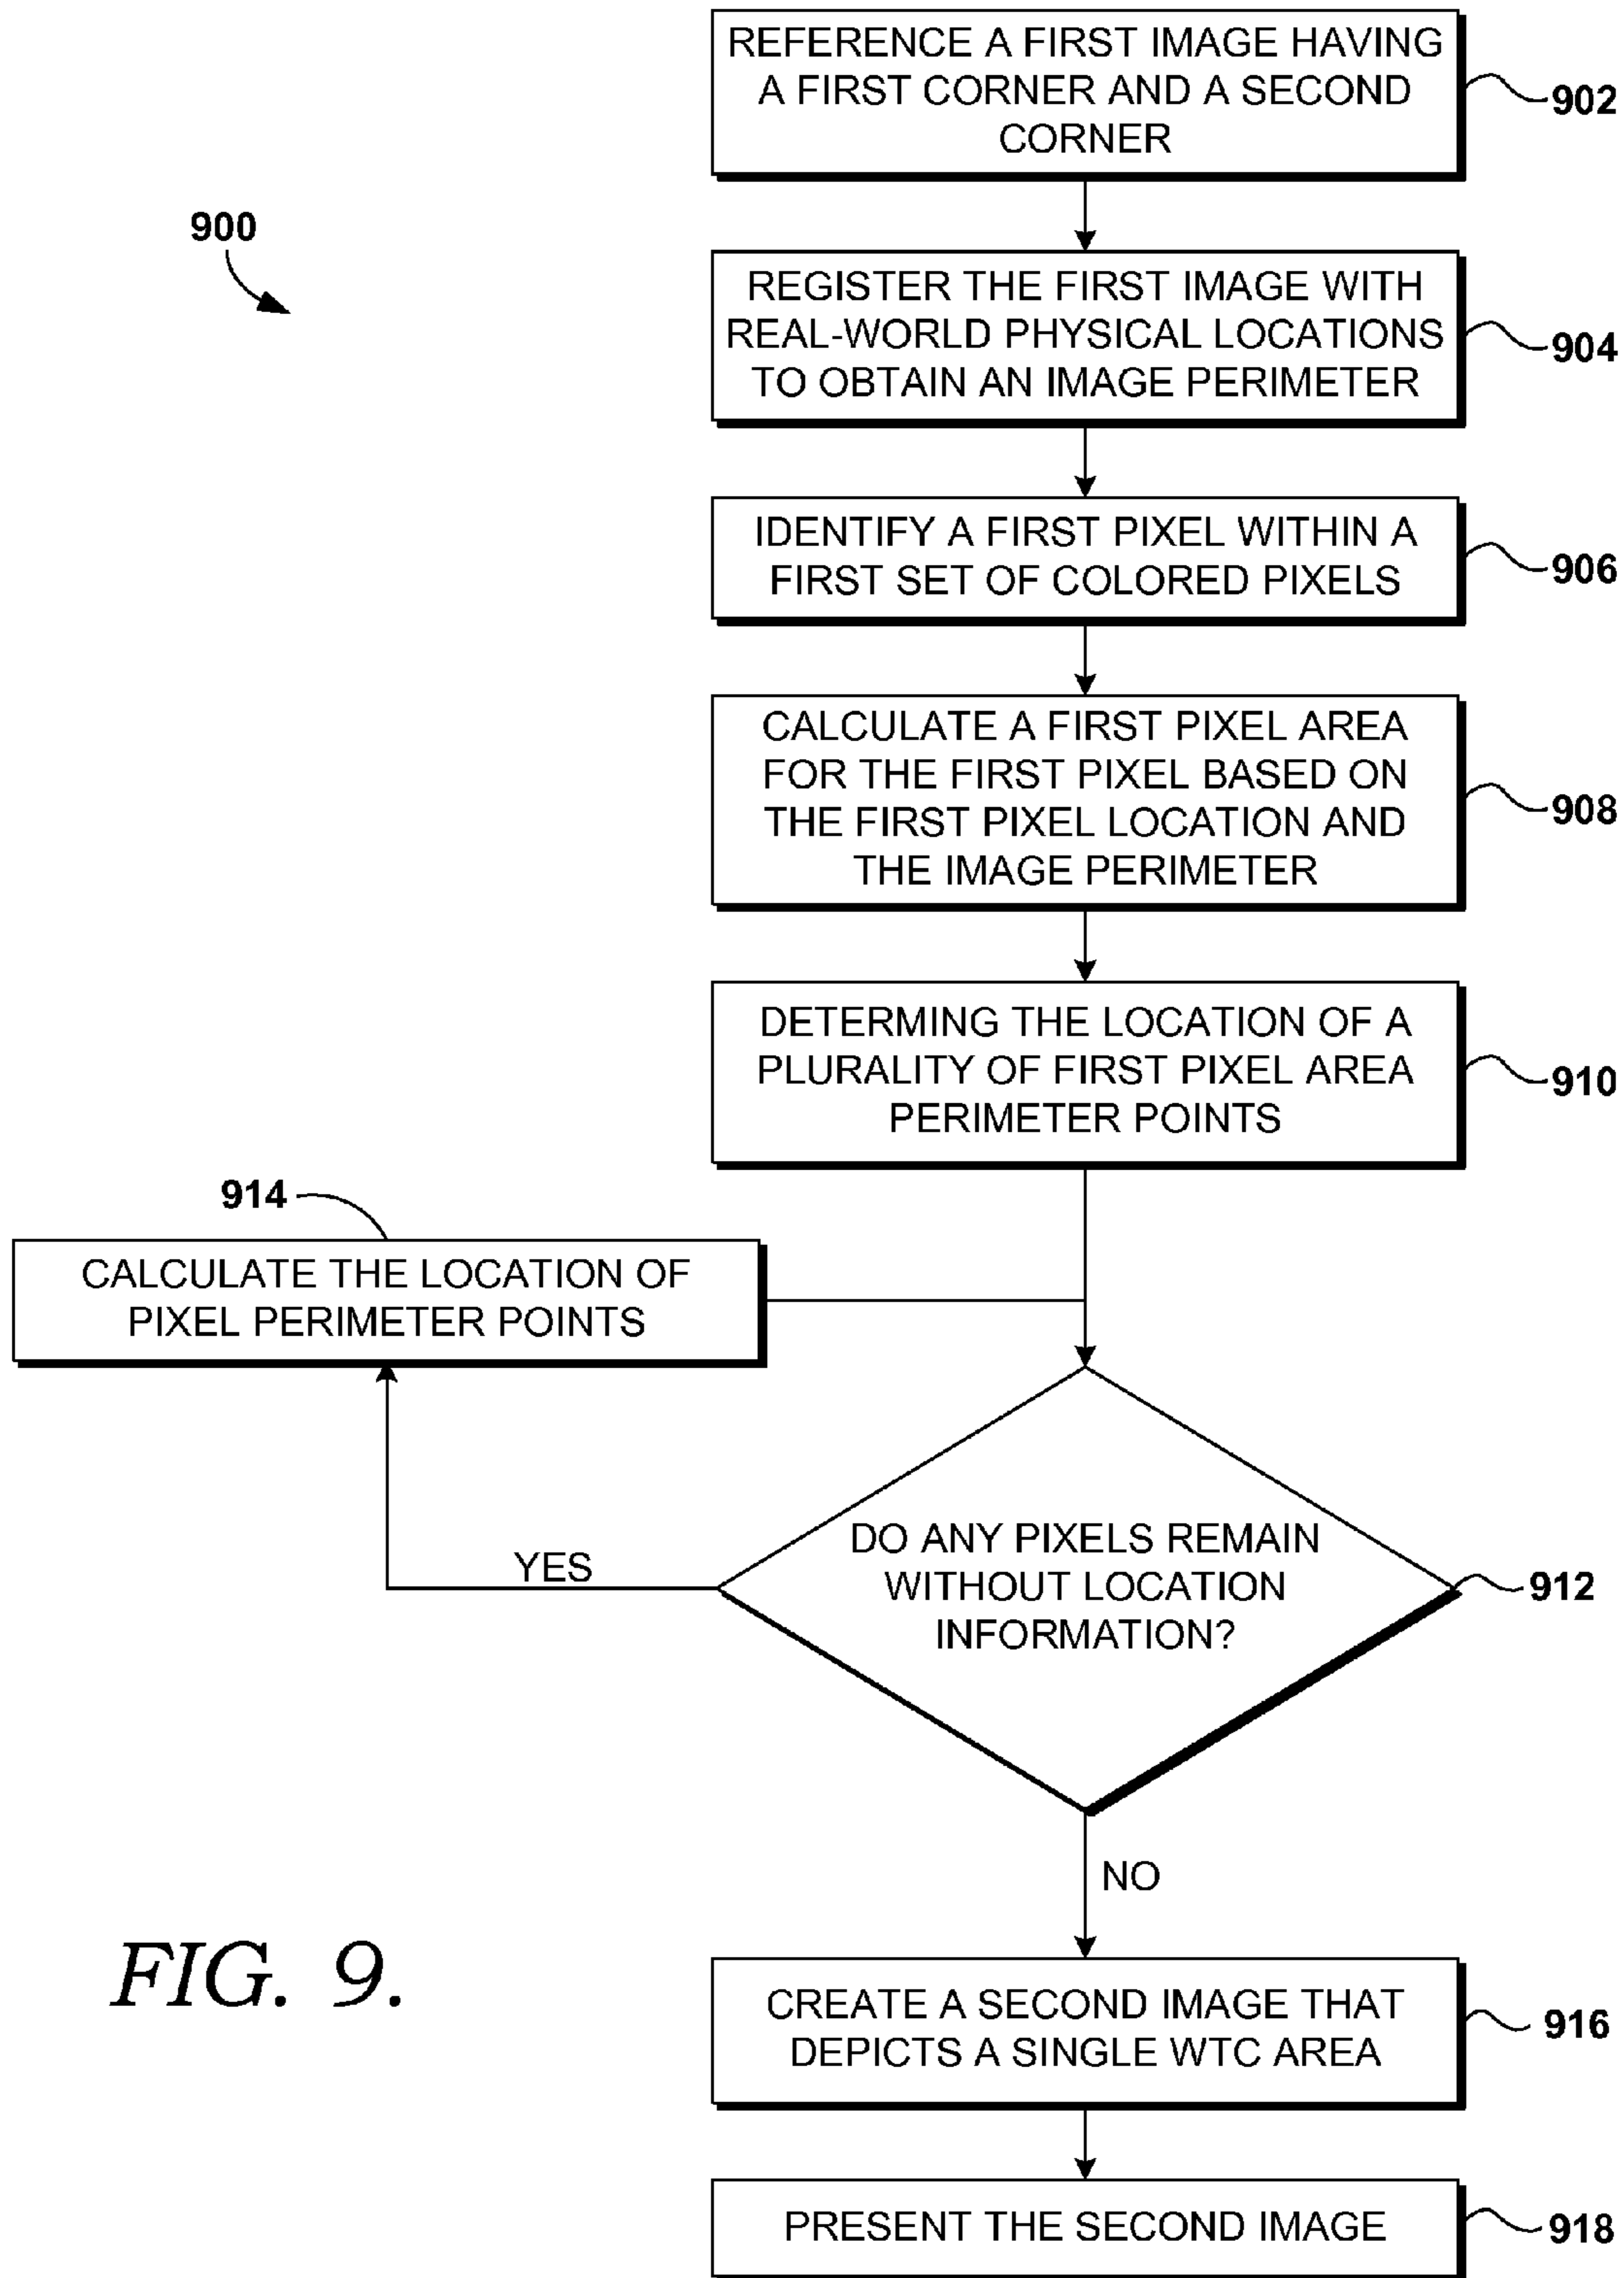 REFERENCE A FIRST IMAGE HAVING
A FIRST CORNER AND A SECOND
CORNER
902
900
REGISTER THE FIRST IMAGE WITH
REAL-WORLD PHYSICAL LOCATIONS
TO OBTAIN AN IMAGE PERIMETER
904
IDENTIFY A FIRST PIXEL WITHIN A
FIRST SET OF COLORED PIXELS
906
CALCULATE A FIRST PIXEL AREA
FOR THE FIRST PIXEL BASED ON
THE FIRST PIXEL LOCATION AND
THE IMAGE PERIMETER
908
DETERMING THE LOCATION OF A
PLURALITY OF FIRST PIXEL AREA
PERIMETER POINTS
910
914
CALCULATE THE LOCATION OF
PIXEL PERIMETER POINTS
YES
DO ANY PIXELS REMAIN
WITHOUT LOCATION
INFORMATION?
912
NO
CREATE A SECOND IMAGE THAT
DEPICTS A SINGLE WTC AREA
916
PRESENT THE SECOND IMAGE
918
FIG. 9.